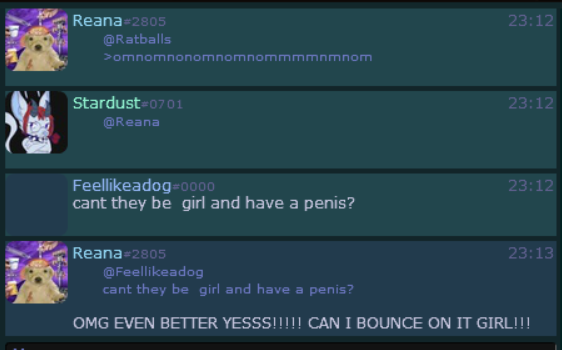 Reana#2805 23:12
@Ratballs
>omnomnonomnomnommmmnmnom
Stardust#0701 23:12
@Reana
Feellikeadog#0000 23:12
cant they be  girl and have a penis?
Reana#2805 23:13
@Feellikeadog
cant they be  girl and have a penis?
OMG EVEN BETTER YESSS!!!!! CAN I BOUNCE ON IT GIRL!!!